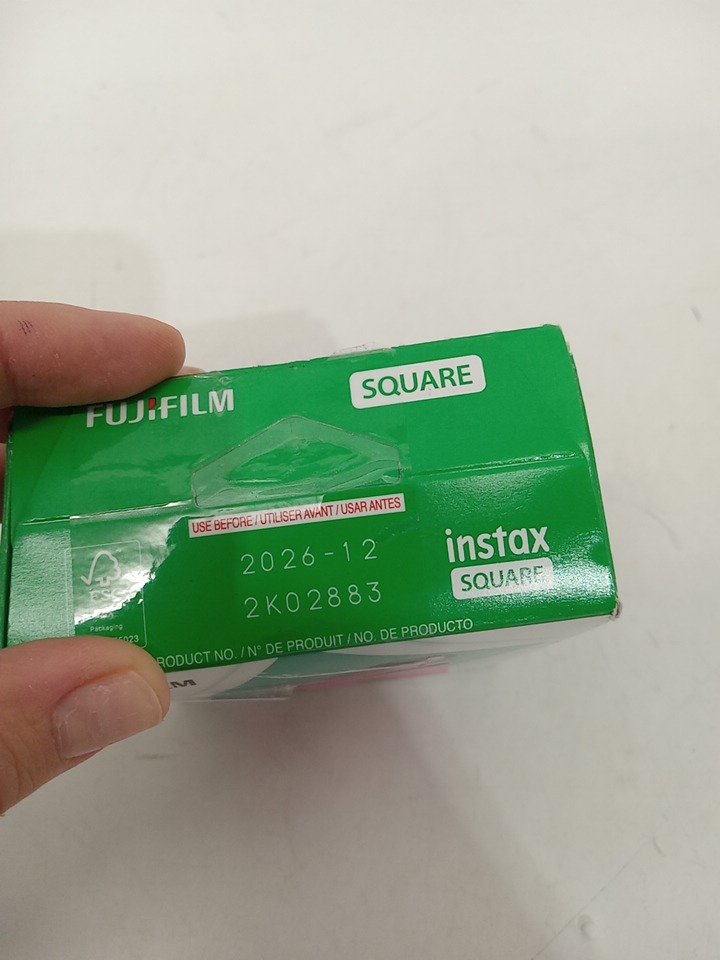 FUJIFILM
SQUARE
USE BEFORE / UTILISER AVANT / USAR ANTES
2026-12
2K02883
instax
SQUARE
FSC
Packaging
PRODUCT NO. / N° DE PRODUIT / NO. DE PRODUCTO